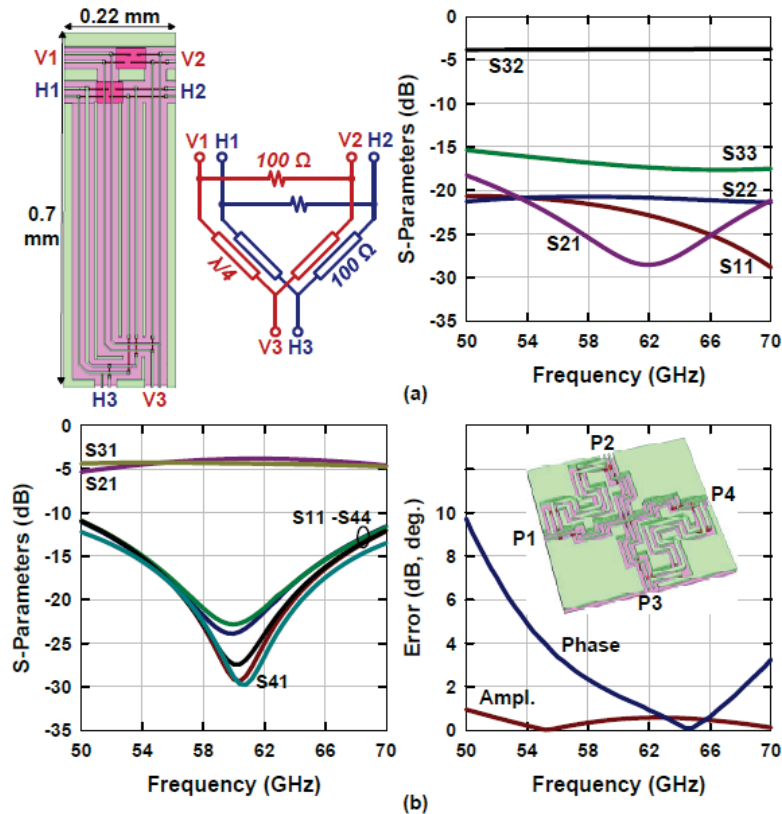 0.22 mm
V1 V2
H1 H2
0.7
mm
H3 V3
V1 H1 V2 H2
100 Ω
λ/4
100 Ω
V3 H3
S-Parameters (dB)
0
-5
-10
-15
-20
-25
-30
-35
S32
S33
S22
S21
S11
50 54 58 62 66 70
Frequency (GHz)
(a)
S-Parameters (dB)
0
-5
-10
-15
-20
-25
-30
-35
S31
S21
S11 -S44
S41
50 54 58 62 66 70
Frequency (GHz)
Error (dB, deg.)
10
8
6
4
2
0
P2
P4
P1
P3
Phase
Ampl.
50 54 58 62 66 70
Frequency (GHz)
(b)